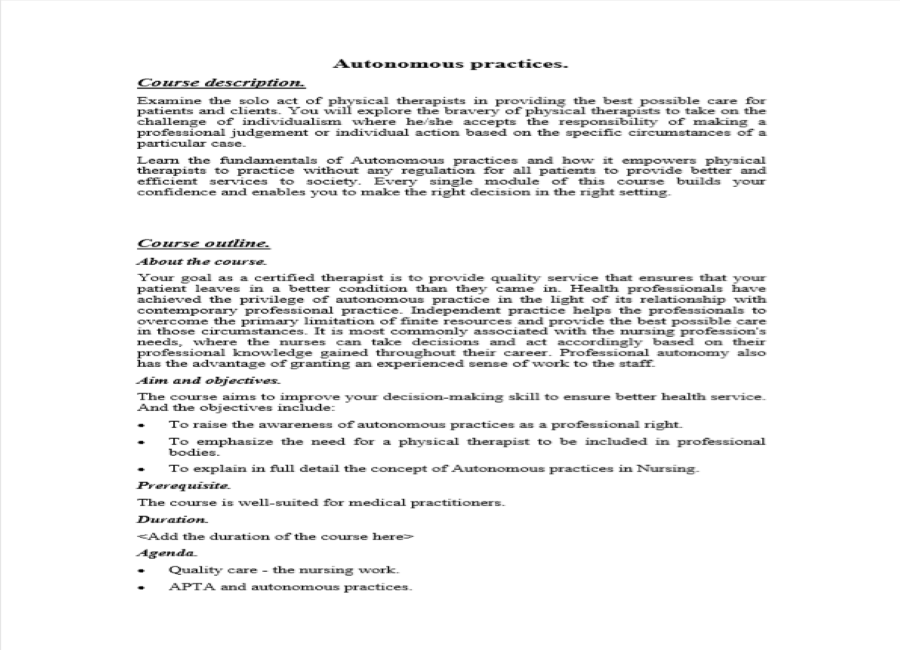 Autonomous practices.
Course description.
Examine the solo act of physical therapists in providing the best possible care for
patients and clients. You will explore the bravery of physical therapists to take on the
challenge of individualism where he/she accepts the responsibility of making a
professional judgement or individual action based on the specific circumstances of a
particular case.
Learn the fundamentals of Autonomous practices and how it empowers physical
therapists to practice without any regulation for all patients to provide better and
efficient services to society. Every single module of this course builds your
confidence and enables you to make the right decision in the right setting.
Course outline.
About the course.
Your goal as a certified therapist is to provide quality service that ensures that your
patient leaves in a better condition than they came in. Health professionals have
achieved the privilege of autonomous practice in the light of its relationship with
contemporary professional practice. Independent practice helps the professionals to
overcome the primary limitation of finite resources and provide the best possible care
in those circumstances. It is most commonly associated with the nursing profession's
needs, where the nurses can take decisions and act accordingly based on their
professional knowledge gained throughout their career. Professional autonomy also
has the advantage of granting an experienced sense of work to the staff.
Aim and objectives.
The course aims to improve your decision-making skill to ensure better health service.
And the objectives include:
• To raise the awareness of autonomous practices as a professional right.
• To emphasize the need for a physical therapist to be included in professional
bodies.
• To explain in full detail the concept of Autonomous practices in Nursing.
Prerequisite.
The course is well-suited for medical practitioners.
Duration.
<Add the duration of the course here>
Agenda.
• Quality care - the nursing work.
• APTA and autonomous practices.